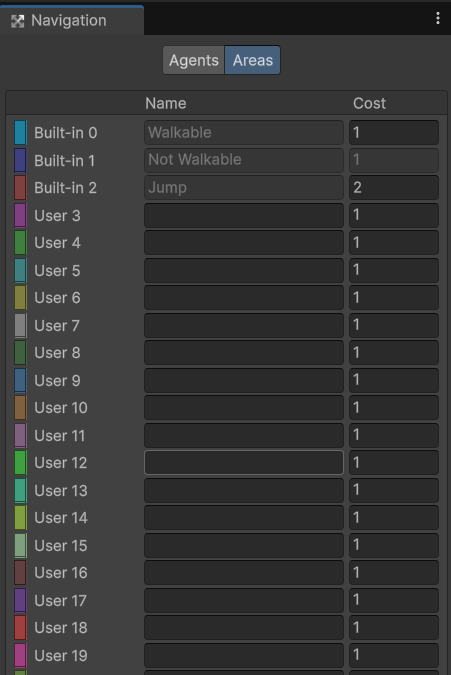 Navigation
Agents Areas
Name Cost
Built-in 0 Walkable 1
Built-in 1 Not Walkable 1
Built-in 2 Jump 2
User 3 1
User 4 1
User 5 1
User 6 1
User 7 1
User 8 1
User 9 1
User 10 1
User 11 1
User 12 1
User 13 1
User 14 1
User 15 1
User 16 1
User 17 1
User 18 1
User 19 1